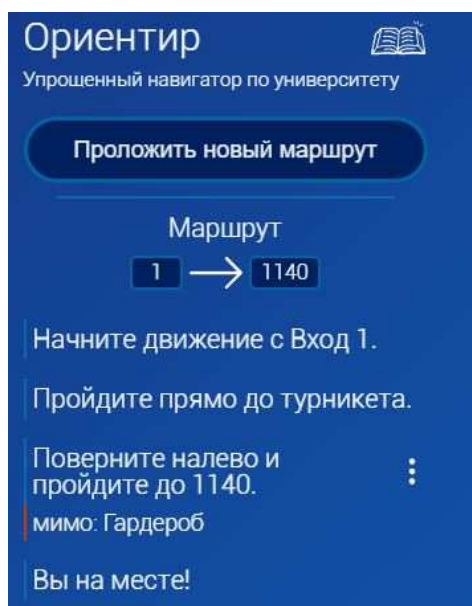 Ориентир
Упрошенный навигатор по университету
Проложить новый маршрут
Маршрут
1 → 1140
Начните движение с Вход 1.
Пройдите прямо до турникета.
Поверните налево и
пройдите до 1140.
мимо: Гардероб
Вы на месте!